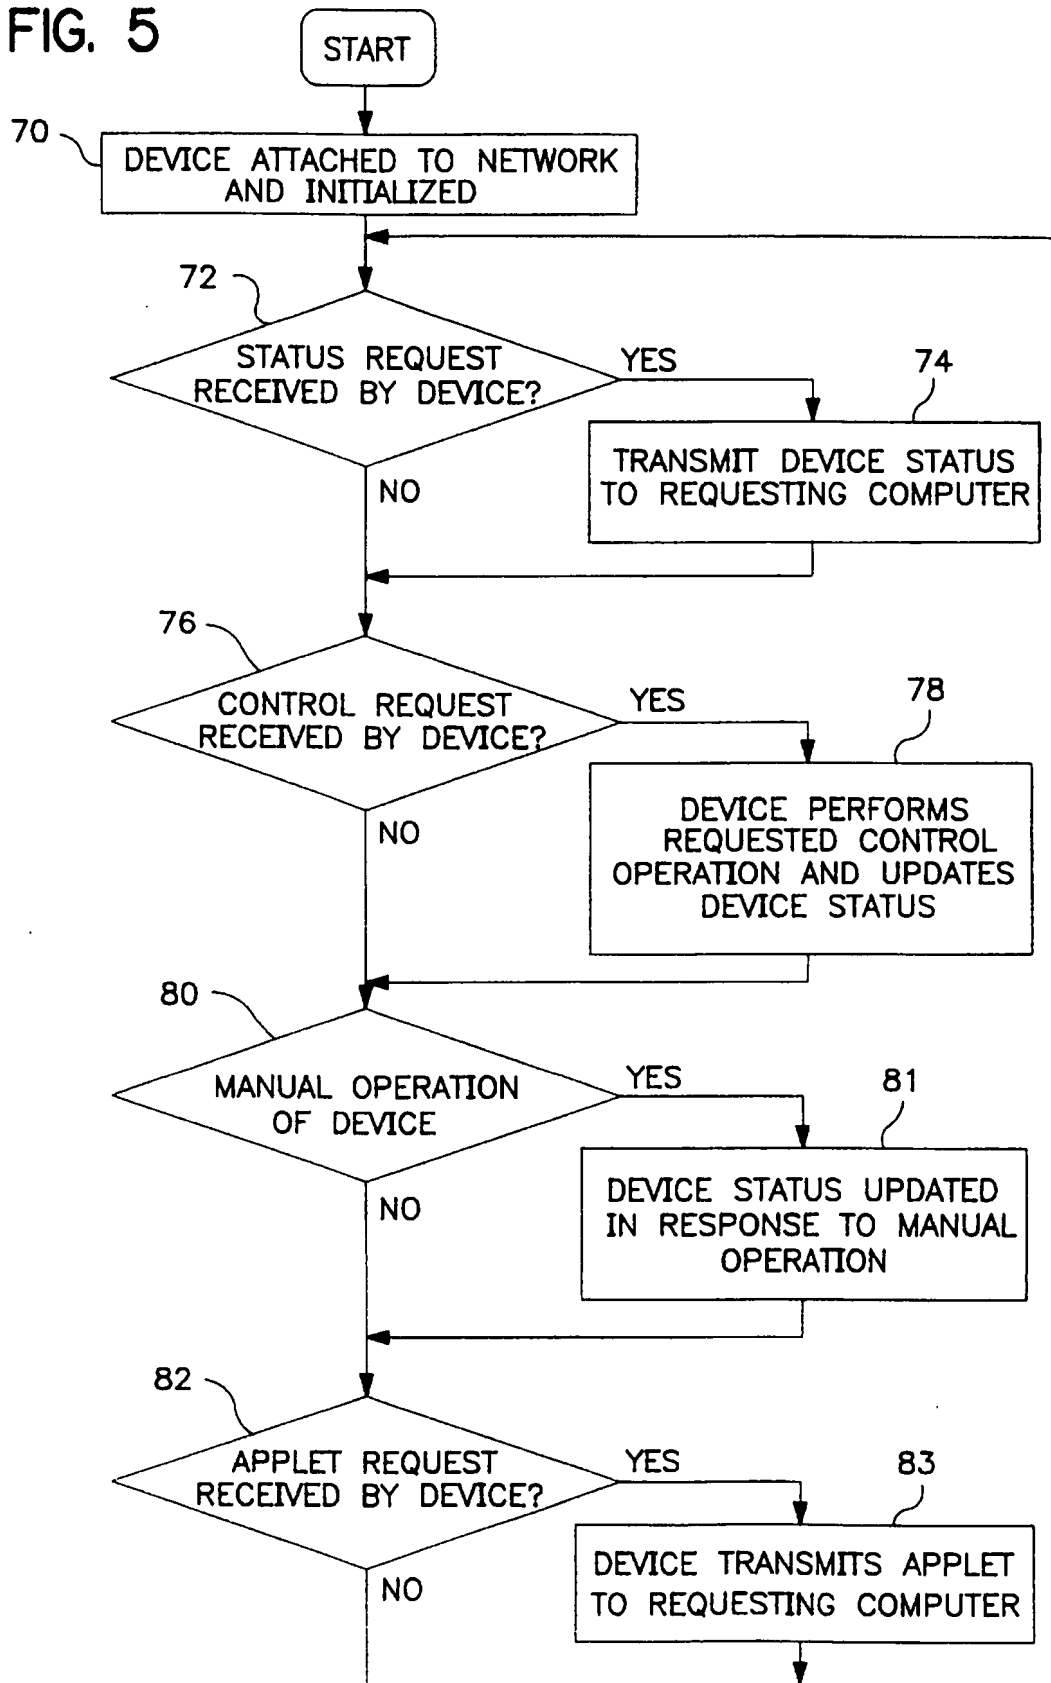 FIG. 5
START
70
DEVICE ATTACHED TO NETWORK
AND INITIALIZED
72
STATUS REQUEST
RECEIVED BY DEVICE?
YES
74
TRANSMIT DEVICE STATUS
TO REQUESTING COMPUTER
NO
76
CONTROL REQUEST
RECEIVED BY DEVICE?
YES
78
DEVICE PERFORMS
REQUESTED CONTROL
OPERATION AND UPDATES
DEVICE STATUS
NO
80
MANUAL OPERATION
OF DEVICE
YES
81
DEVICE STATUS UPDATED
IN RESPONSE TO MANUAL
OPERATION
NO
82
APPLET REQUEST
RECEIVED BY DEVICE?
YES
83
DEVICE TRANSMITS APPLET
TO REQUESTING COMPUTER
NO